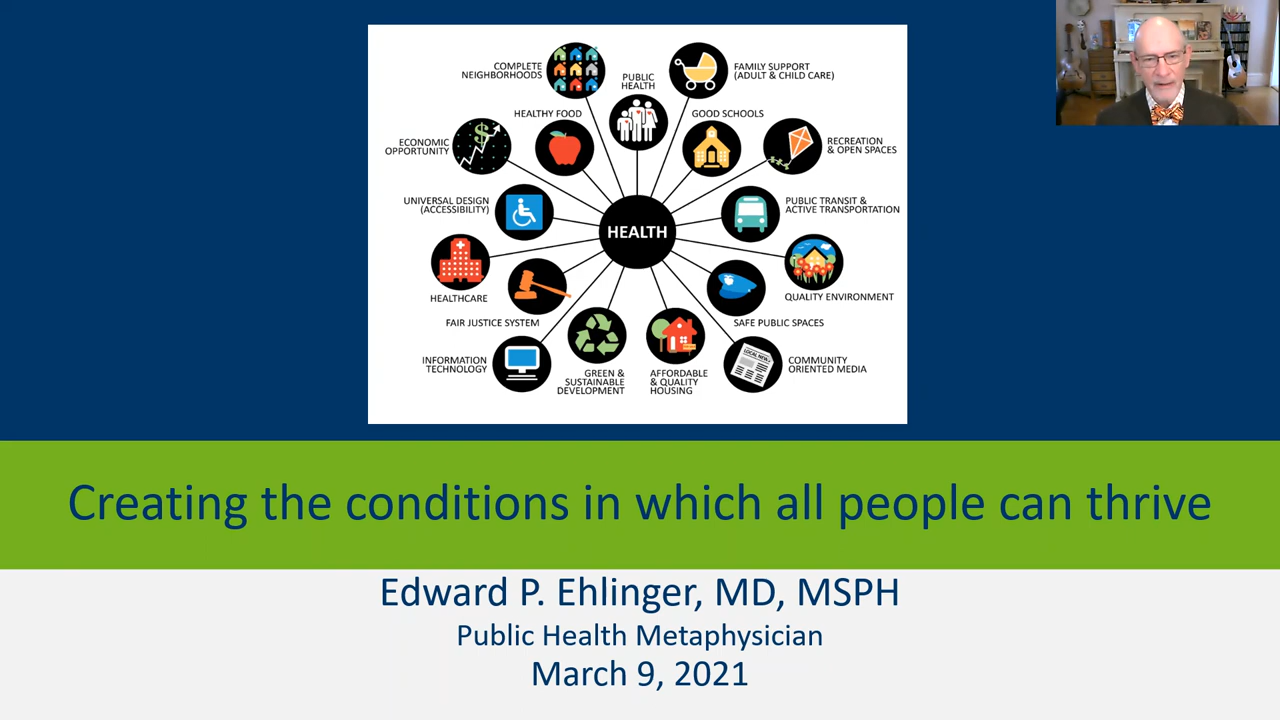 COMPLETE
NEIGHBORHOODS
PUBLIC
HEALTH
FAMILY SUPPORT
(ADULT & CHILD CARE)
HEALTHY FOOD
GOOD SCHOOLS
ECONOMIC
OPPORTUNITY
RECREATION
& OPEN SPACES
UNIVERSAL DESIGN
(ACCESSIBILITY)
PUBLIC TRANSIT &
ACTIVE TRANSPORTATION
HEALTH
HEALTHCARE
QUALITY ENVIRONMENT
FAIR JUSTICE SYSTEM
SAFE PUBLIC SPACES
INFORMATION
TECHNOLOGY
GREEN &
SUSTAINABLE
DEVELOPMENT
AFFORDABLE
& QUALITY
HOUSING
LOCAL NEWS
COMMUNITY
ORIENTED MEDIA
Creating the conditions in which all people can thrive
Edward P. Ehlinger, MD, MSPH
Public Health Metaphysician
March 9, 2021